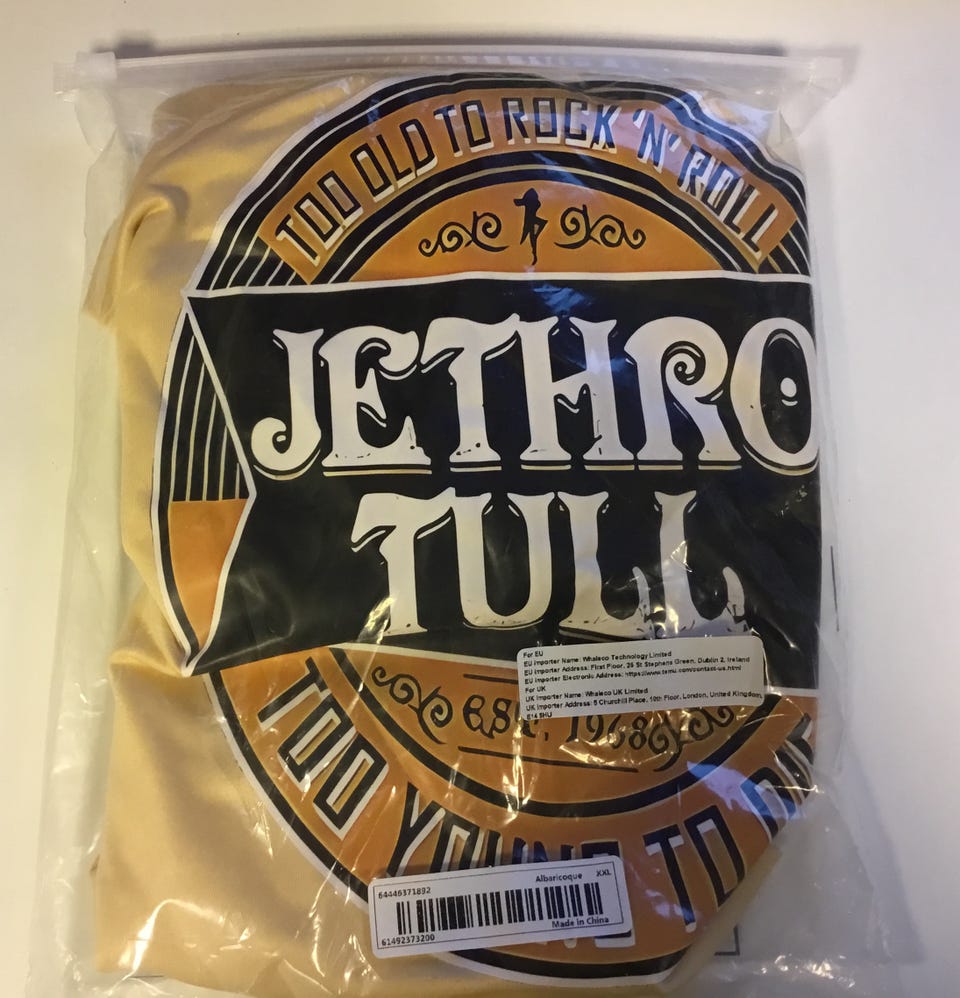 TOO OLD TO ROCK 'N' ROLL
JETHRO
TULL
For EU
EU Importer Name: Whaleco Technology Limited
EU Importer Address: First Floor, 25 St Stephens Green, Dublin 2, Ireland
EU Importer Electronic Address: https://www.temu.com/contact-us.html
For UK
UK Importer Name: Whaleco UK Limited
UK Importer Address: 5 Churchill Place, 10th Floor, London, United Kingdom,
E14 5HU
EST. 1968
TOO YOUNG TO
64446371892
Albaricoque XXL
61492373200
Made in China